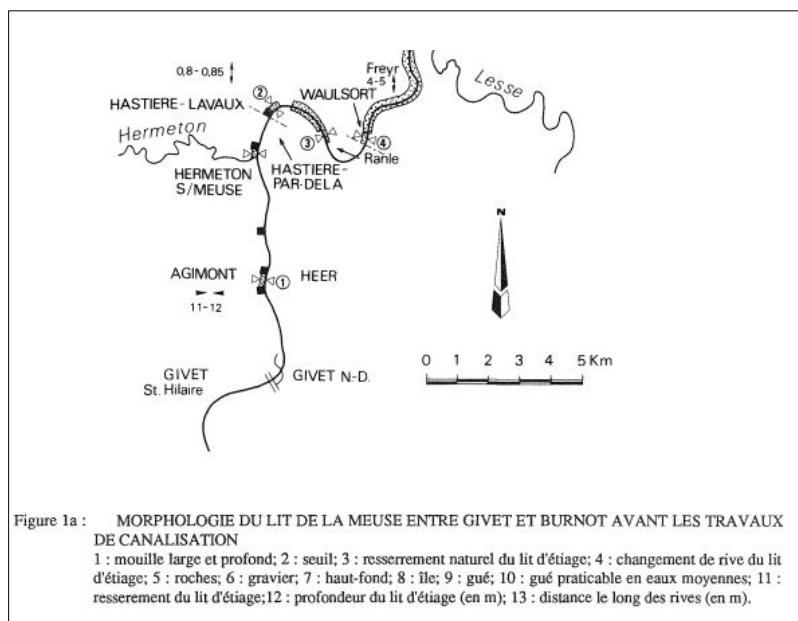 0,8-0,85
Freyr
4-5
Lesse
②
WAULSORT
HASTIERE-LAVAUX
Hermeton
③
④
Ranle
HERMETON
S/MEUSE
HASTIERE-
PAR-DELA
N
AGIMONT
①
HEER
11-12
0 1 2 3 4 5 Km
GIVET
St. Hilaire
GIVET N-D.
Figure 1a : MORPHOLOGIE DU LIT DE LA MEUSE ENTRE GIVET ET BURNOT AVANT LES TRAVAUX
DE CANALISATION
1 : mouille large et profond; 2 : seuil; 3 : resserrement naturel du lit d'étiage; 4 : changement de rive du lit
d'étiage; 5 : roches; 6 : gravier; 7 : haut-fond; 8 : île; 9 : gué; 10 : gué praticable en eaux moyennes; 11 :
resserement du lit d'étiage;12 : profondeur du lit d'étiage (en m); 13 : distance le long des rives (en m).